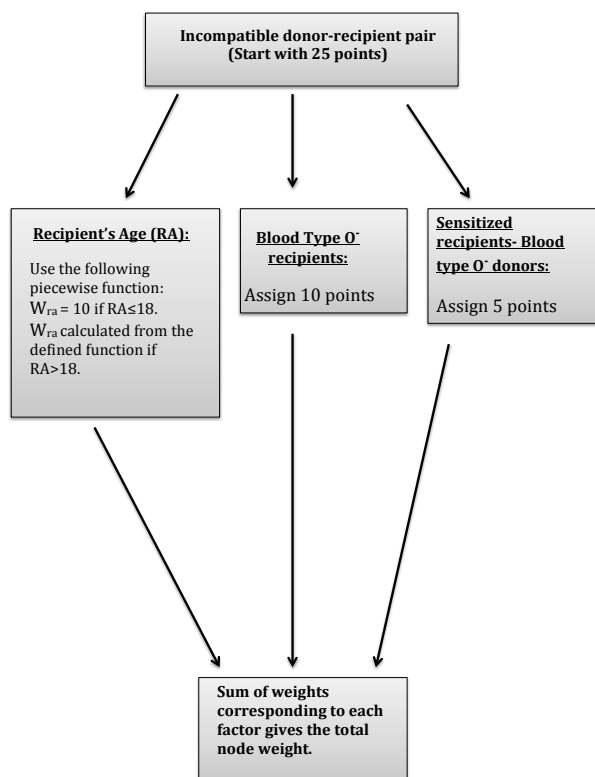 Incompatible donor-recipient pair
(Start with 25 points)
Recipient's Age (RA):
Use the following
piecewise function:
Wra = 10 if RA≤18.
Wra calculated from the
defined function if
RA>18.
Blood Type O-
recipients:
Assign 10 points
Sensitized
recipients- Blood
type O- donors:
Assign 5 points
Sum of weights
corresponding to each
factor gives the total
node weight.